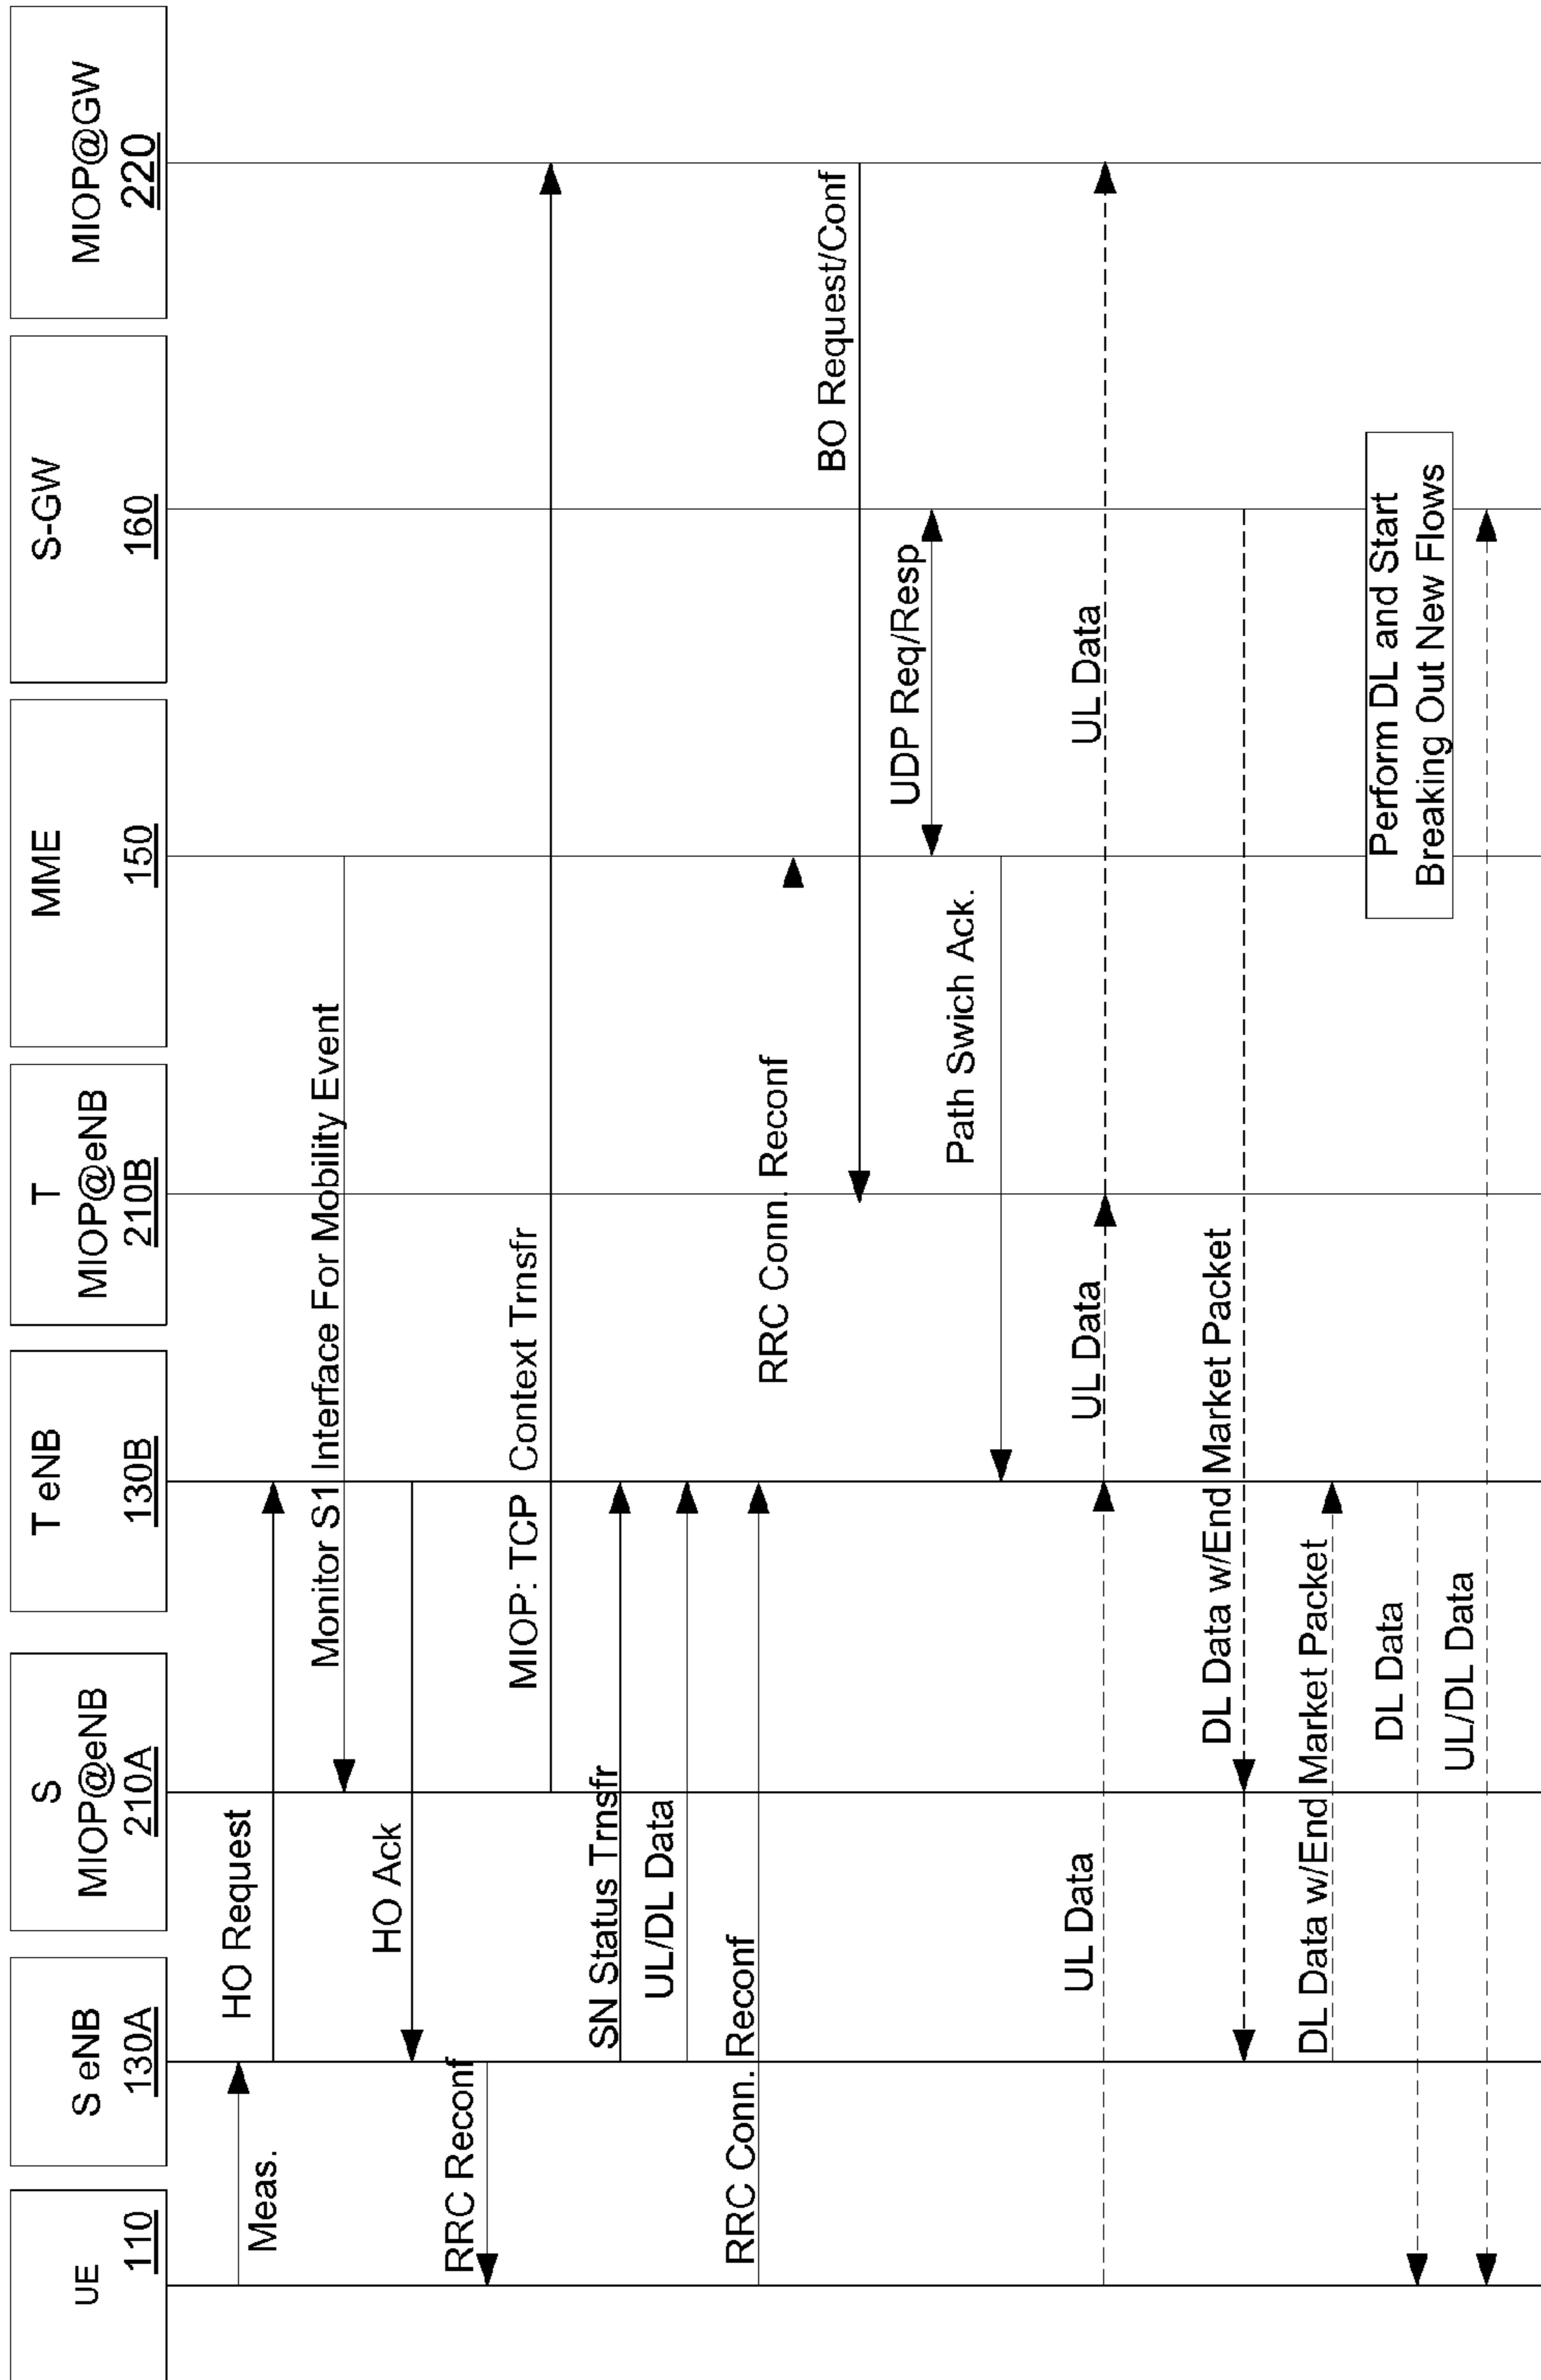 UE
110
S eNB
130A
S
MIOP@eNB
210A
T eNB
130B
T
MIOP@eNB
210B
MME
150
S-GW
160
MIOP@GW
220
Meas.
HO Request
Monitor S1 Interface For Mobility Event
HO Ack
RRC Reconf
MIOP: TCP Context Trnsfr
SN Status Trnsfr
UL/DL Data
RRC Conn. Reconf
RRC Conn. Reconf
BO Request/Conf
UDP Req/Resp
Path Swich Ack.
UL Data
UL Data
UL Data
DL Data w/End Market Packet
DL Data w/End Market Packet
Perform DL and Start
Breaking Out New Flows
DL Data
UL/DL Data